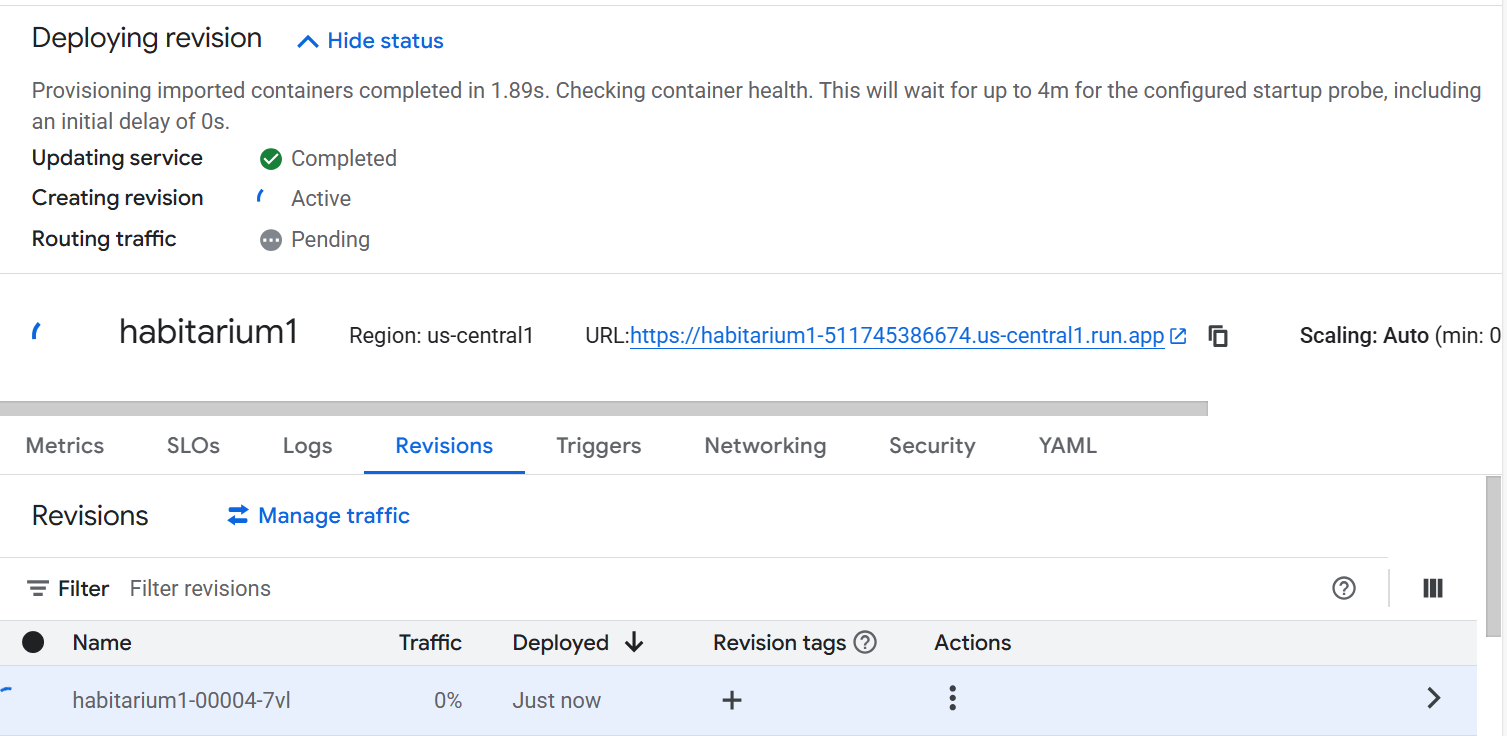 Deploying revision Hide status
Provisioning imported containers completed in 1.89s. Checking container health. This will wait for up to 4m for the configured startup probe, including
an initial delay of 0s.
Updating service Completed
Creating revision Active
Routing traffic Pending
habitarium1 Region: us-central1 URL:https://habitarium1-511745386674.us-central1.run.app Scaling: Auto (min: 0
Metrics SLOs Logs Revisions Triggers Networking Security YAML
Revisions Manage traffic
Filter Filter revisions
Name Traffic Deployed Revision tags Actions
habitarium1-00004-7vl 0% Just now